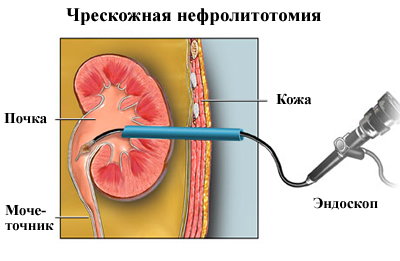 Чрескожная нефролитотомия
Почка
Кожа
Моче-
точник
Эндоскоп